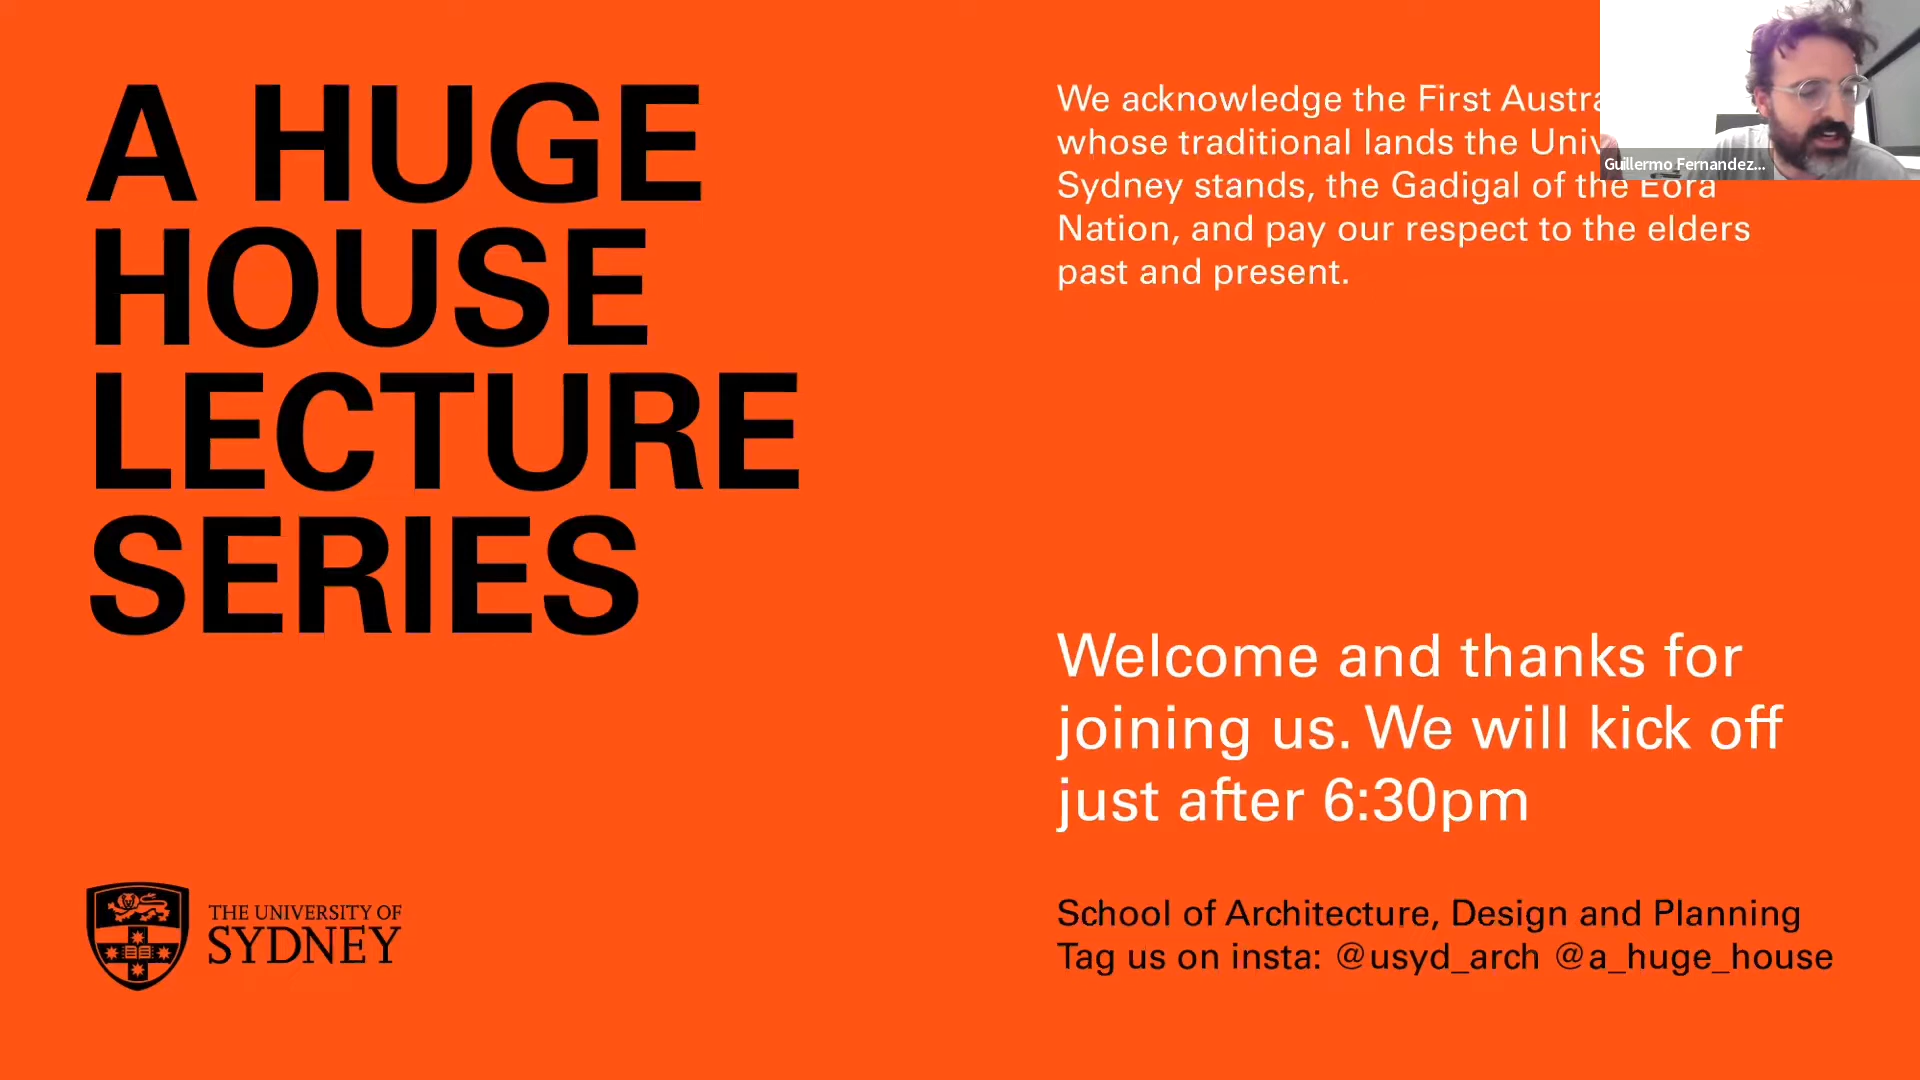 A HUGE
HOUSE
LECTURE
SERIES
We acknowledge the First
whose traditional lands the
Sydney stands, the Gadigal of the Eora
Nation, and pay our respect to the elders
past and present.
Guillermo Fernandez...
Welcome and thanks for
joining us. We will kick off
just after 6:30pm
THE UNIVERSITY OF
SYDNEY
School of Architecture, Design and Planning
Tag us on insta: @usyd_arch @a_huge_house